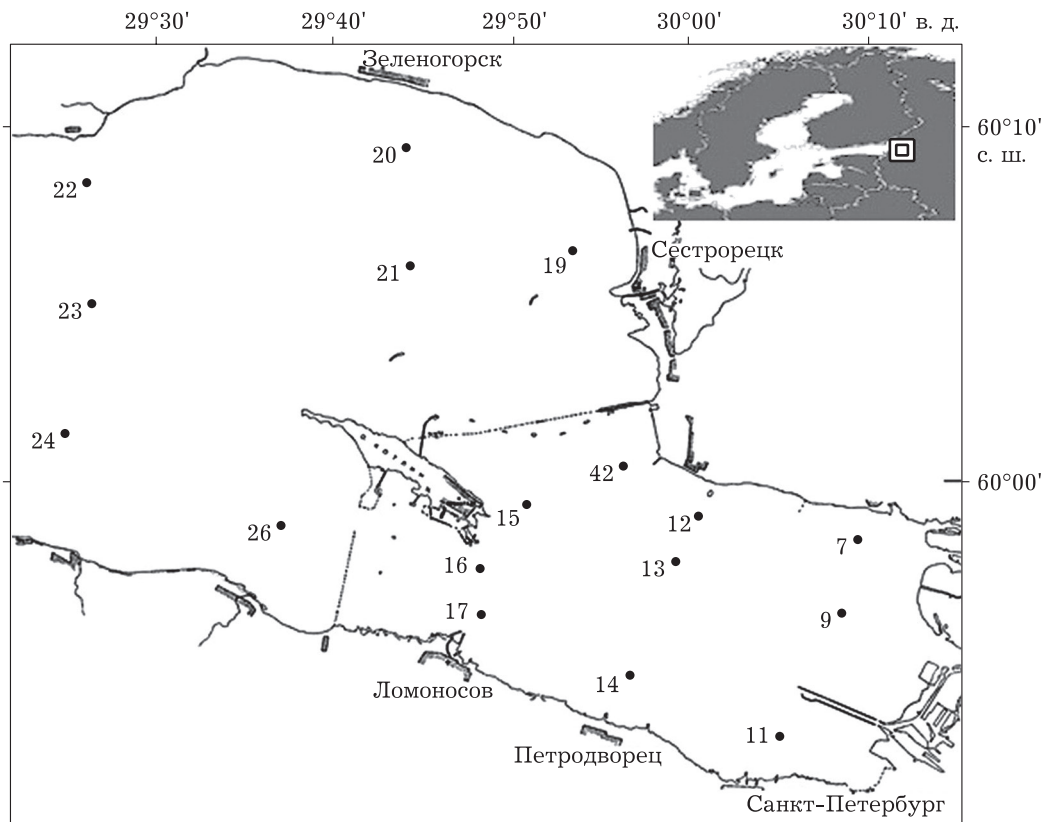 29°30' 29°40' 29°50' 30°00' 30°10' в. д.
Зеленогорск
60°10'
с. ш.
20
22
Сестрорецк
19
21
23
24
42
60°00'
15
12
26
7
16
13
17
9
14
Ломоносов
11
Петродворец
Санкт-Петербург